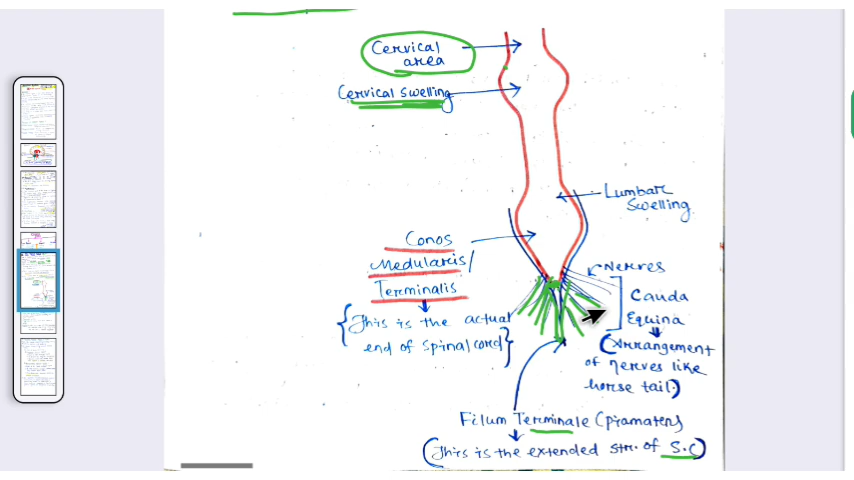 Cervical
area
Cervical Swelling
Lumbar
Swelling
Conos
Medularis/
Terminalis
{This is the actual
end of spinal cord}
Nerves
Cauda
Equina
(Arrangement
of nerves like
horse tail)
Filum Terminale (piamater)
(This is the extended str. of S.C)